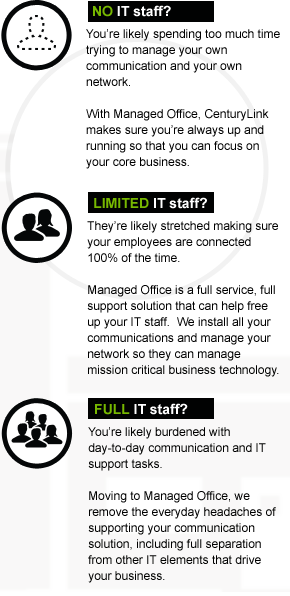 NO IT staff?
You're likely spending too much time
trying to manage your own
communication and your own
network.
With Managed Office, CenturyLink
makes sure you're always up and
running so that you can focus on
your core business.
LIMITED IT staff?
They're likely stretched making sure
your employees are connected
100% of the time.
Managed Office is a full service, full
support solution that can help free
up your IT staff.  We install all your
communications and manage your
network so they can manage
mission critical business technology.
FULL IT staff?
You're likely burdened with
day-to-day communication and IT
support tasks.
Moving to Managed Office, we
remove the everyday headaches of
supporting your communication
solution, including full separation
from other IT elements that drive
your business.